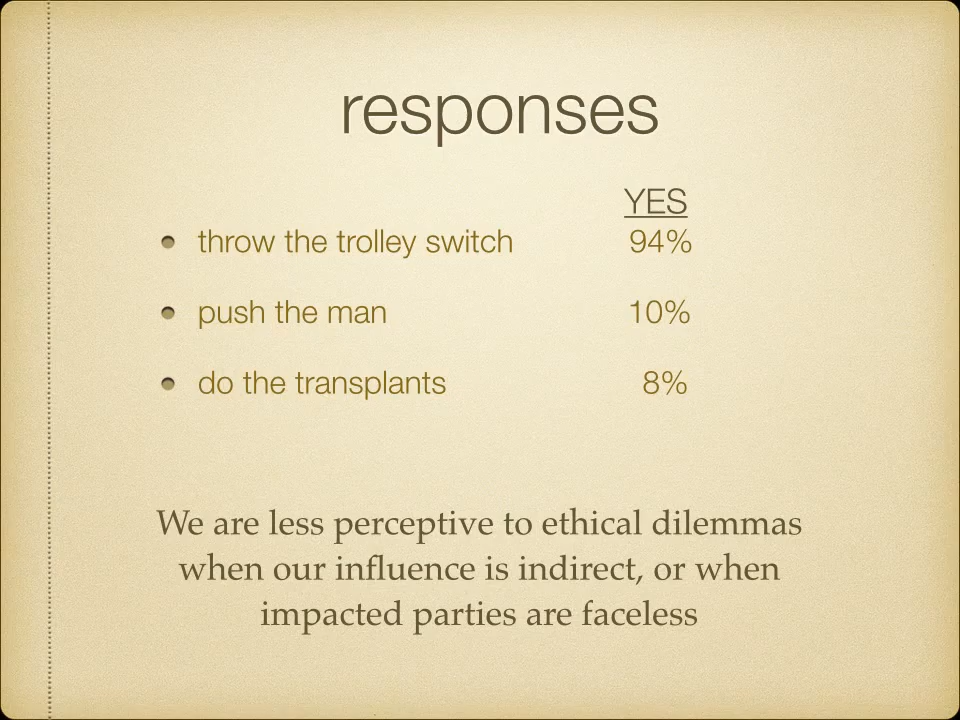 responses
YES
throw the trolley switch 94%
push the man 10%
do the transplants 8%
We are less perceptive to ethical dilemmas
when our influence is indirect, or when
impacted parties are faceless